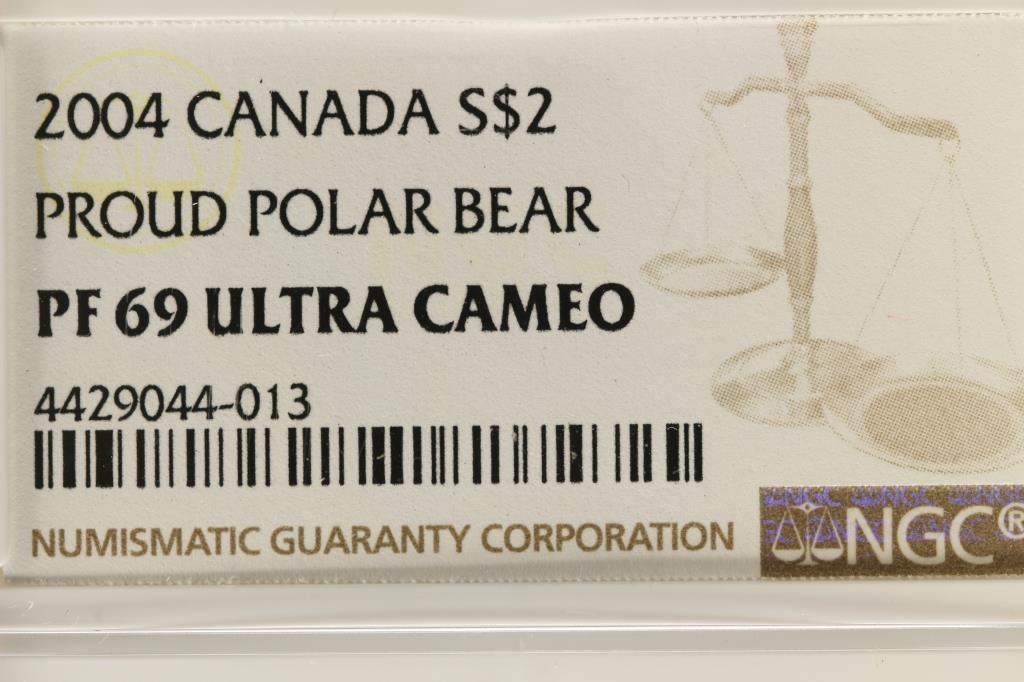 2004 CANADA S$2
PROUD POLAR BEAR
PF 69 ULTRA CAMEO
4429044-013
NUMISMATIC GUARANTY CORPORATION
NGC®